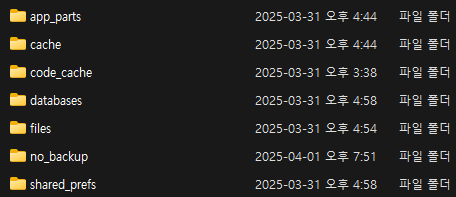 app_parts 2025-03-31 오후 4:44 파일 폴더
cache 2025-03-31 오후 4:44 파일 폴더
code_cache 2025-03-31 오후 3:38 파일 폴더
databases 2025-03-31 오후 4:58 파일 폴더
files 2025-03-31 오후 4:54 파일 폴더
no_backup 2025-04-01 오후 7:51 파일 폴더
shared_prefs 2025-03-31 오후 4:58 파일 폴더